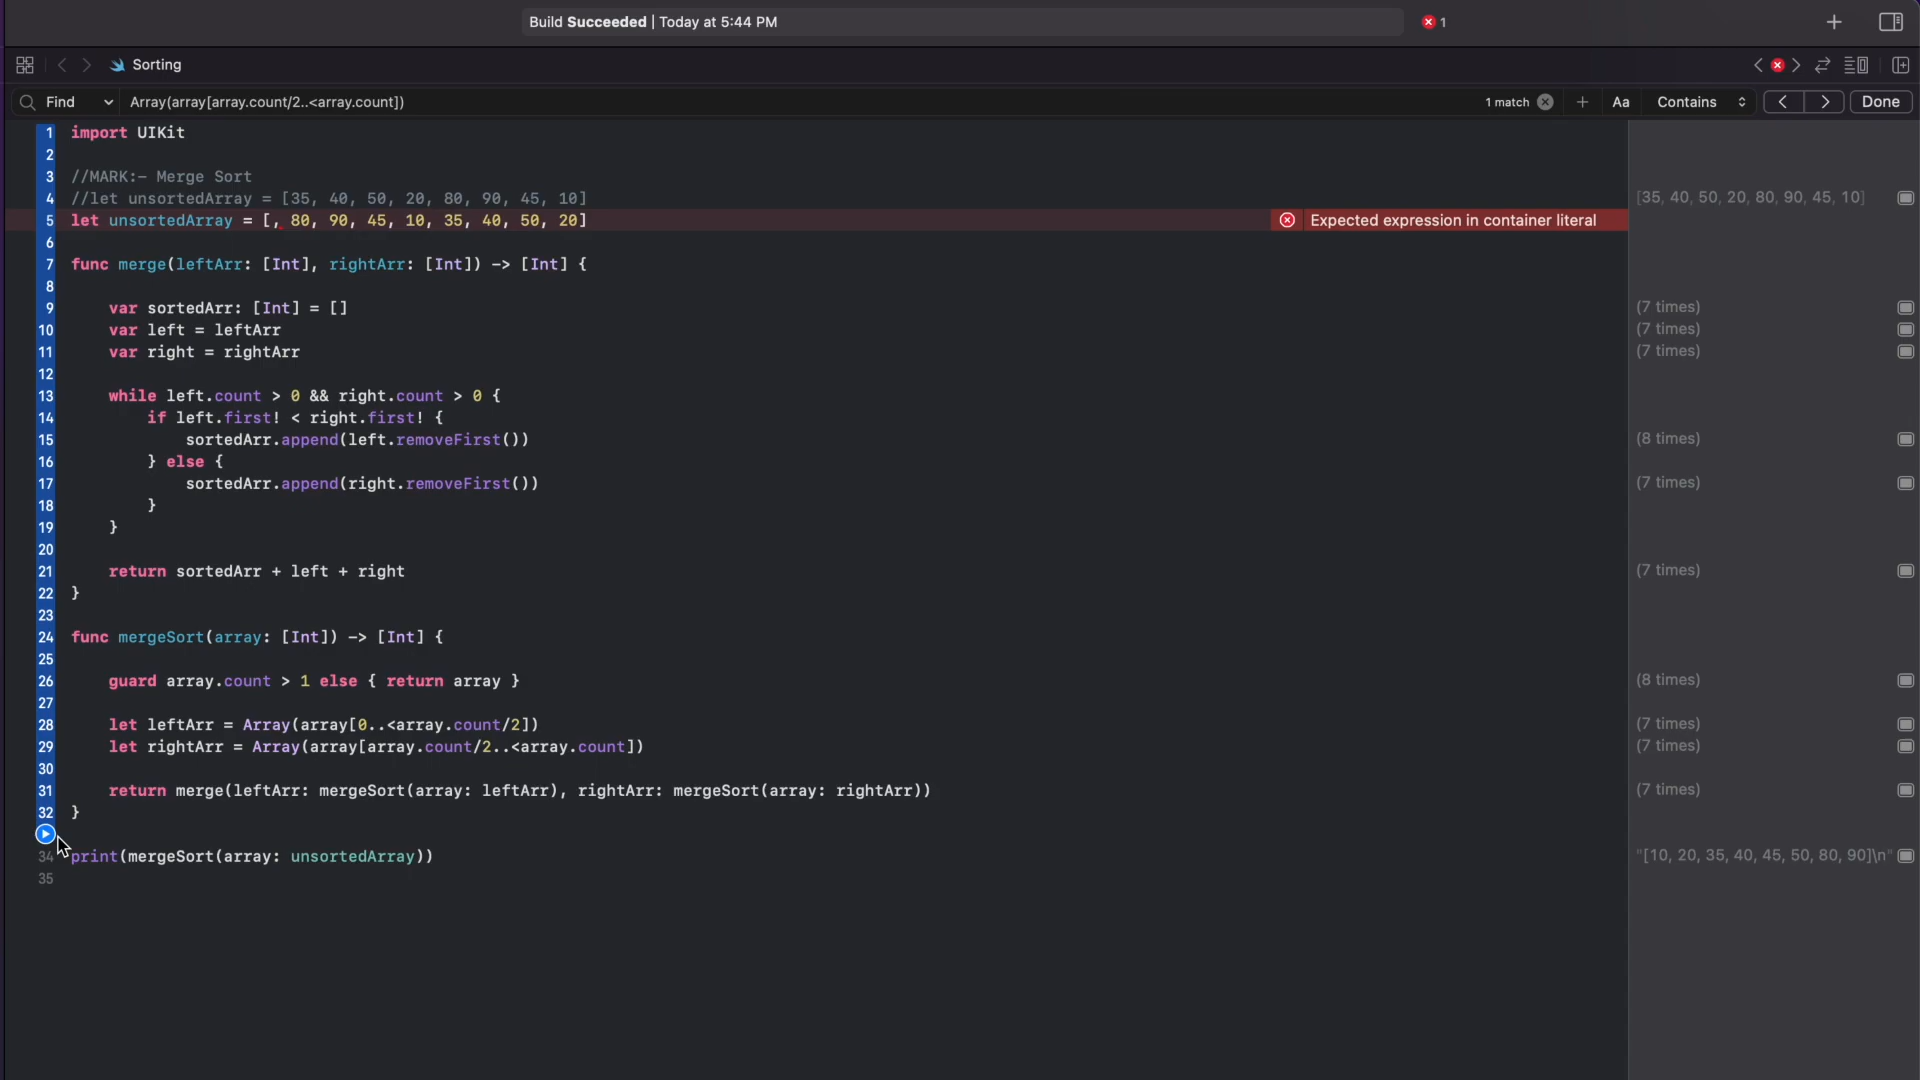 Build Succeeded | Today at 5:44 PM
1
Sorting
Find
Array(array[array.count/2..<array.count])
1 match
Aa
Contains
Done
1 import UIKit
2
3 //MARK:- Merge Sort
4 //let unsortedArray = [35, 40, 50, 20, 80, 90, 45, 10]
[35, 40, 50, 20, 80, 90, 45, 10]
5 let unsortedArray = [, 80, 90, 45, 10, 35, 40, 50, 20]
Expected expression in container literal
6
7 func merge(leftArr: [Int], rightArr: [Int]) -> [Int] {
8
9 var sortedArr: [Int] = []
(7 times)
10 var left = leftArr
(7 times)
11 var right = rightArr
(7 times)
12
13 while left.count > 0 && right.count > 0 {
14 if left.first! < right.first! {
15 sortedArr.append(left.removeFirst())
(8 times)
16 } else {
17 sortedArr.append(right.removeFirst())
(7 times)
18 }
19 }
20
21 return sortedArr + left + right
(7 times)
22 }
23
24 func mergeSort(array: [Int]) -> [Int] {
25
26 guard array.count > 1 else { return array }
(8 times)
27
28 let leftArr = Array(array[0..<array.count/2])
(7 times)
29 let rightArr = Array(array[array.count/2..<array.count])
(7 times)
30
31 return merge(leftArr: mergeSort(array: leftArr), rightArr: mergeSort(array: rightArr))
(7 times)
32 }
34 print(mergeSort(array: unsortedArray))
"[10, 20, 35, 40, 45, 50, 80, 90]\n"
35